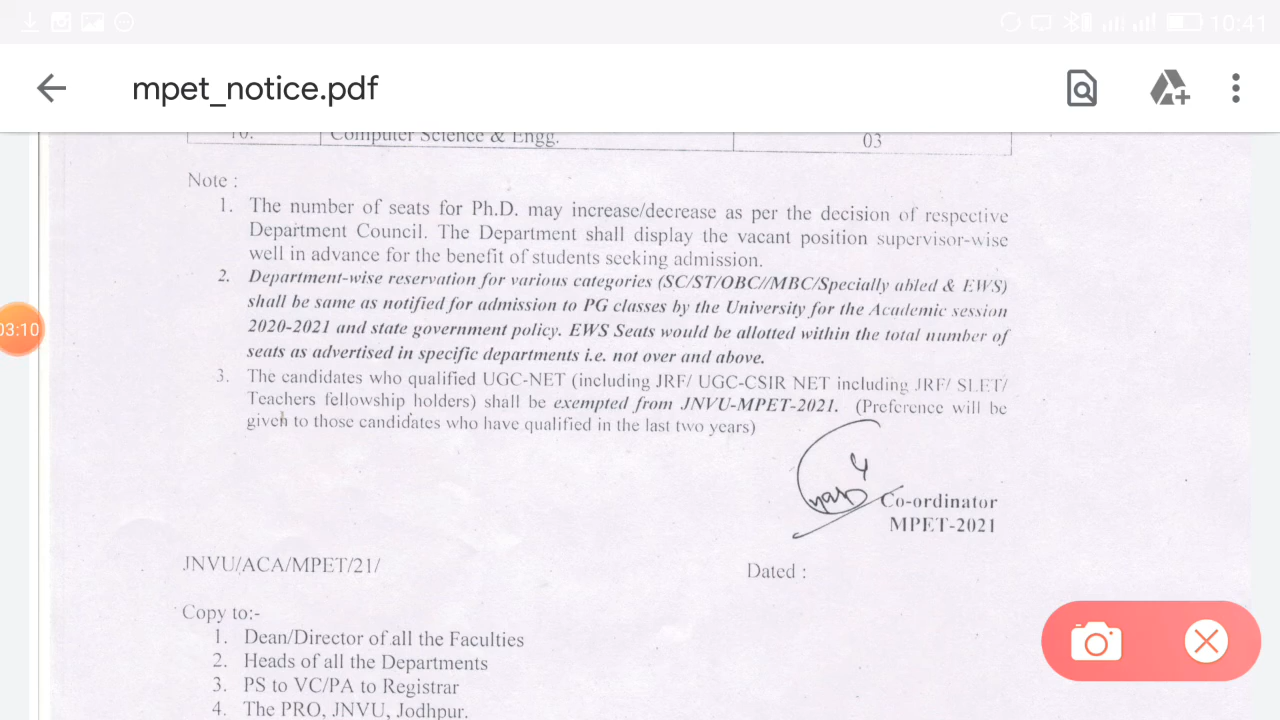 10:41
mpet_notice.pdf
10. Computer Science & Engg. 03
Note :
1. The number of seats for Ph.D. may increase/decrease as per the decision of respective
Department Council. The Department shall display the vacant position supervisor-wise
well in advance for the benefit of students seeking admission.
2. Department-wise reservation for various categories (SC/ST/OBC//MBC/Specially abled & EWS)
shall be same as notified for admission to PG classes by the University for the Academic session
2020-2021 and state government policy. EWS Seats would be allotted within the total number of
seats as advertised in specific departments i.e. not over and above.
03:10
3. The candidates who qualified UGC-NET (including JRF/ UGC-CSIR NET including JRF/ SLET/
Teachers fellowship holders) shall be exempted from JNVU-MPET-2021. (Preference will be
given to those candidates who have qualified in the last two years)
Co-ordinator
MPET-2021
JNVU/ACA/MPET/21/
Dated :
Copy to:-
1. Dean/Director of all the Faculties
2. Heads of all the Departments
3. PS to VC/PA to Registrar
4. The PRO, JNVU, Jodhpur.